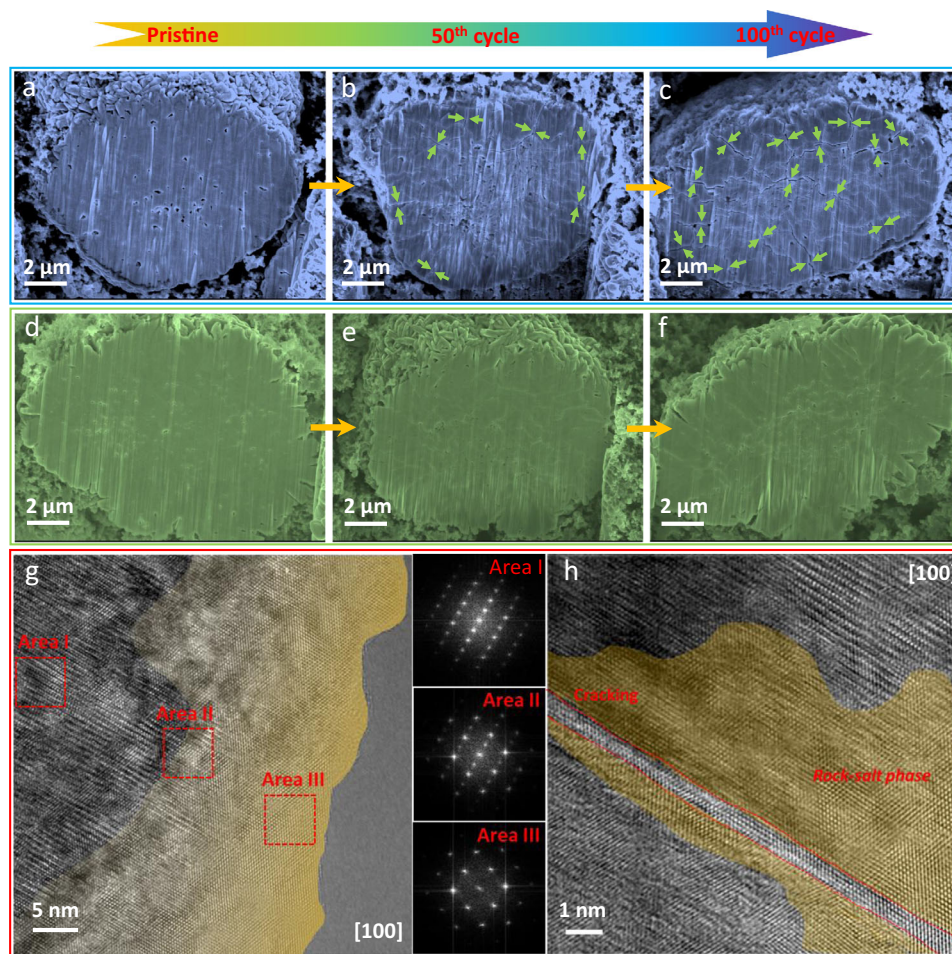 Pristine
50th cycle
100th cycle
a
b
c
2 μm
2 μm
2 μm
d
e
f
2 μm
2 μm
2 μm
g
Area I
h
[100]
Area I
Area II
Cracking
Area II
Area III
Rock-salt phase
Area III
5 nm
[100]
1 nm